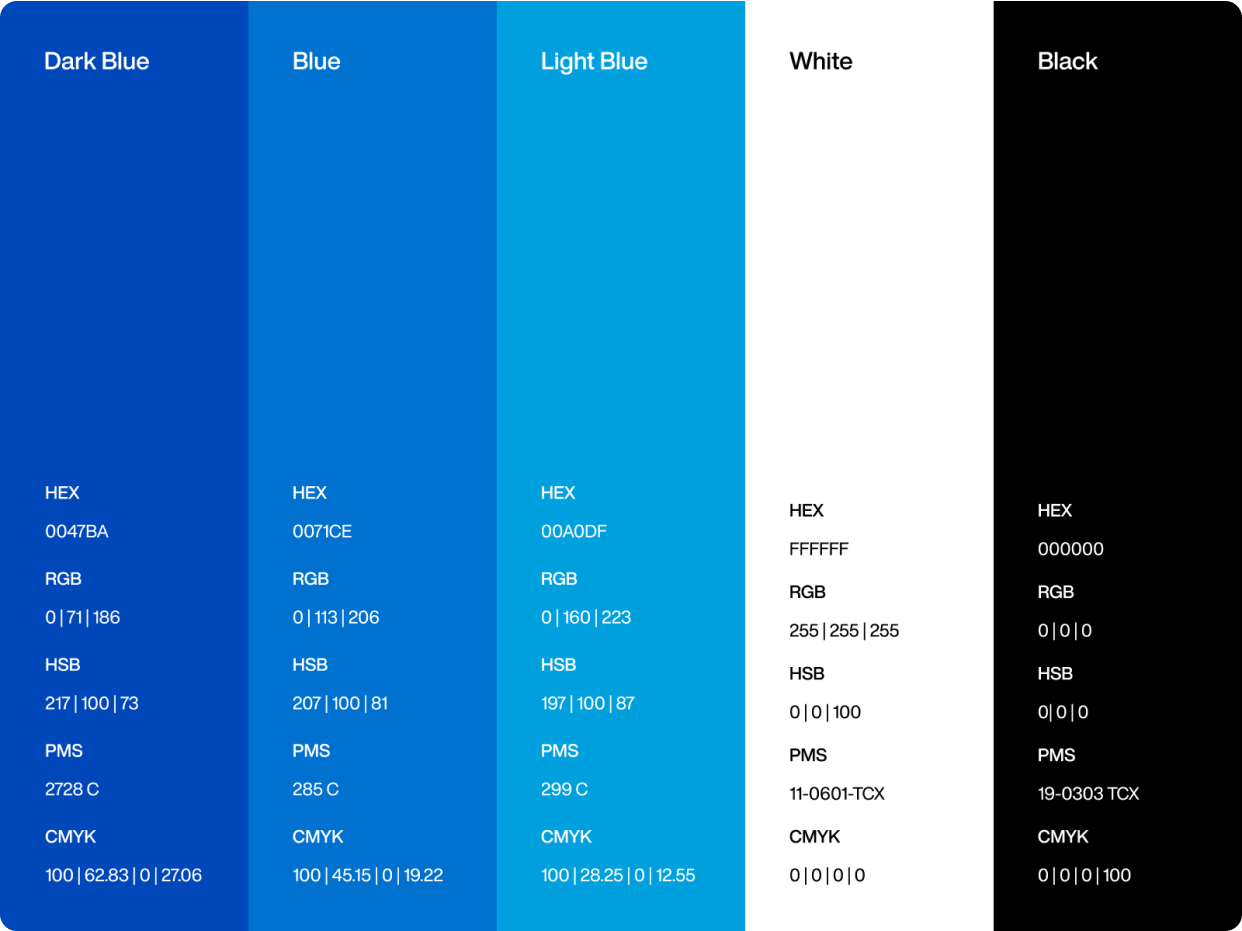 Dark Blue
HEX
0047BA
RGB
0|71|186
HSB
217|100|73
PMS
2728 C
CMYK
100|62.83|0|27.06
Blue
HEX
0071CE
RGB
0|113|206
HSB
207|100|81
PMS
285 C
CMYK
100|45.15|0|19.22
Light Blue
HEX
00A0DF
RGB
0|160|223
HSB
197|100|87
PMS
299 C
CMYK
100|28.25|0|12.55
White
HEX
FFFFFF
RGB
255|255|255
HSB
0|0|100
PMS
11-0601-TCX
CMYK
0|0|0|0
Black
HEX
000000
RGB
0|0|0
HSB
0|0|0
PMS
19-0303 TCX
CMYK
0|0|0|100